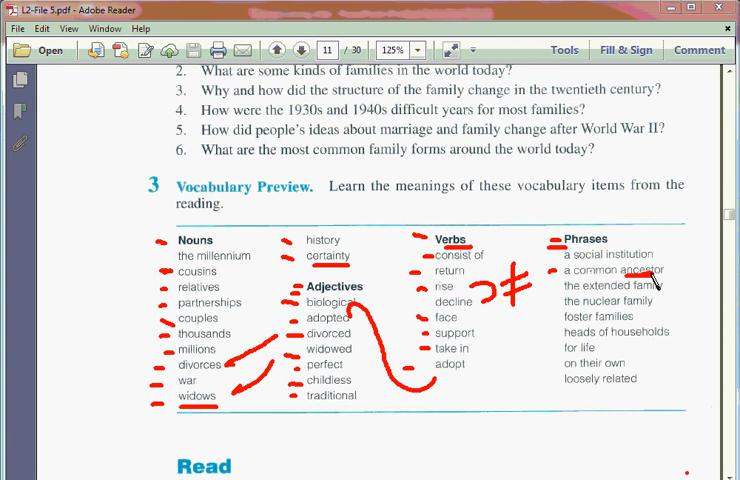 L2-File 5.pdf - Adobe Reader
File Edit View Window Help
Open 11 / 30 125% Tools Fill & Sign Comment
2. What are some kinds of families in the world today?
3. Why and how did the structure of the family change in the twentieth century?
4. How were the 1930s and 1940s difficult years for most families?
5. How did people's ideas about marriage and family change after World War II?
6. What are the most common family forms around the world today?
3 Vocabulary Preview. Learn the meanings of these vocabulary items from the
reading.
Nouns
the millennium
cousins
relatives
partnerships
couples
thousands
millions
divorces
war
widows
history
certainty
Adjectives
biological
adopted
divorced
widowed
perfect
childless
traditional
Verbs
consist of
return
rise
decline
face
support
take in
adopt
≠
Phrases
a social institution
a common ancestor
the extended family
the nuclear family
foster families
heads of households
for life
on their own
loosely related
Read